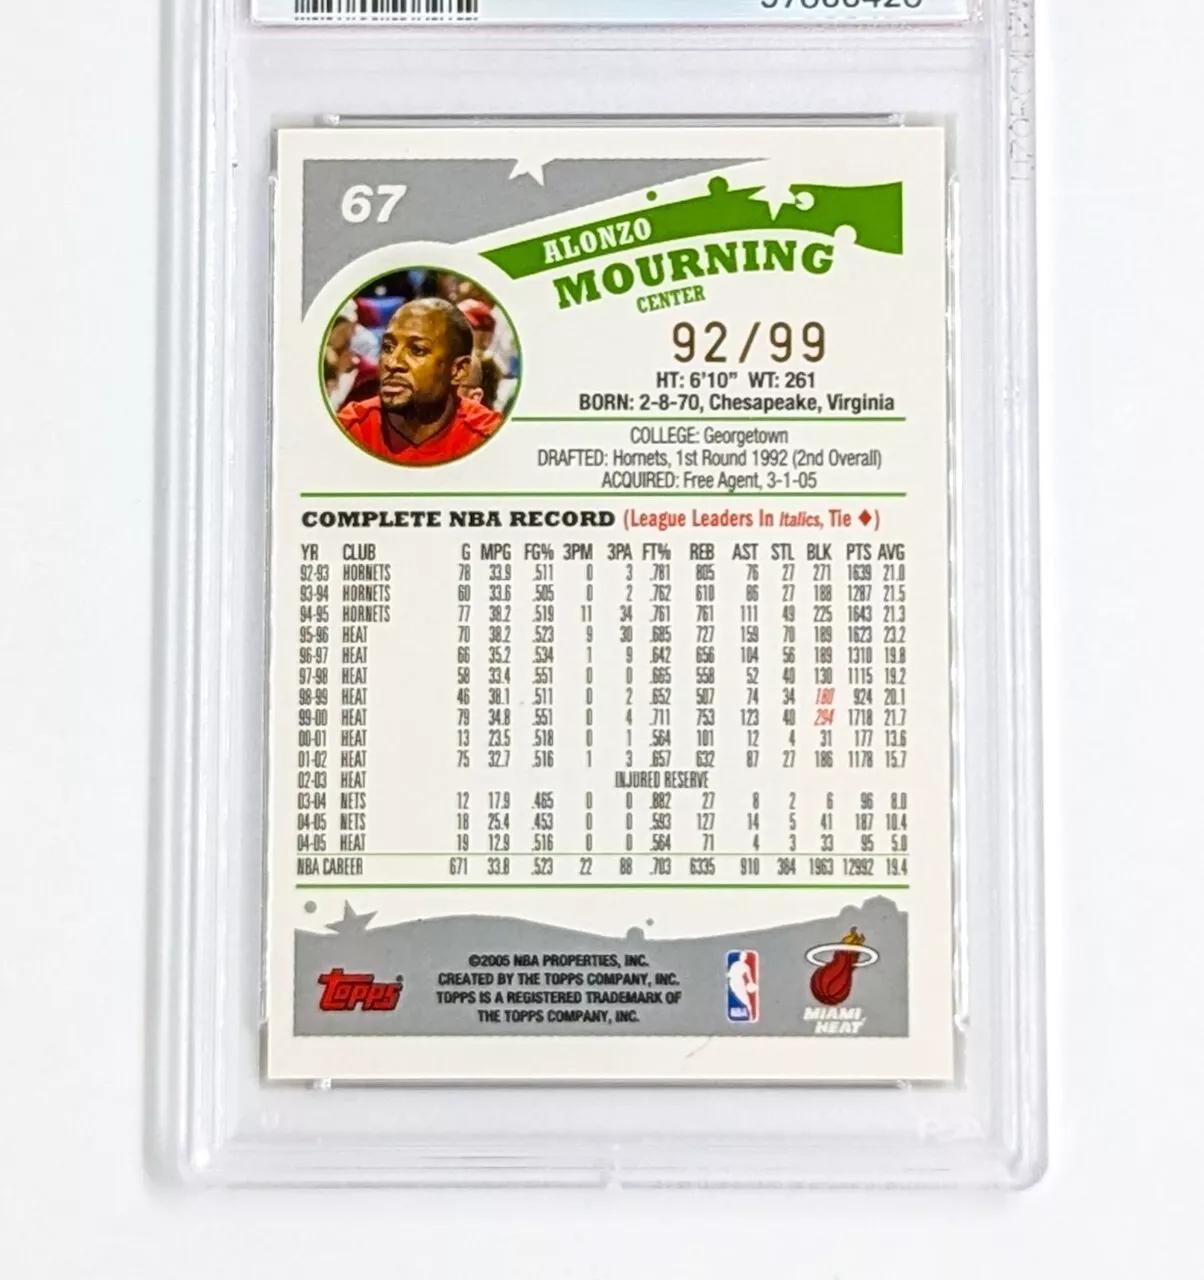 67
ALONZO
MOURNING
CENTER
92/99
HT: 6'10" WT: 261
BORN: 2-8-70, Chesapeake, Virginia
COLLEGE: Georgetown
DRAFTED: Hornets, 1st Round 1992 (2nd Overall)
ACQUIRED: Free Agent, 3-1-05
COMPLETE NBA RECORD (League Leaders In Italics, Tie ♦)
YR CLUB G MPG FG% 3PM 3PA FT% REB AST STL BLK PTS AVG
92-93 HORNETS 78 33.9 .511 0 3 .781 805 76 27 271 1639 21.0
93-94 HORNETS 60 33.6 .505 0 2 .762 610 86 27 188 1287 21.5
94-95 HORNETS 77 38.2 .519 11 34 .761 761 111 49 225 1643 21.3
95-96 HEAT 70 38.2 .523 9 30 .685 727 159 70 189 1623 23.2
96-97 HEAT 66 35.2 .534 1 9 .642 656 104 56 189 1310 19.8
97-98 HEAT 58 33.4 .551 0 0 .665 558 52 40 130 1115 19.2
98-99 HEAT 46 38.1 .511 0 2 .652 507 74 34 180 924 20.1
99-00 HEAT 79 34.8 .551 0 4 .711 753 123 40 294 1718 21.7
00-01 HEAT 13 23.5 .518 0 1 .564 101 12 4 31 177 13.6
01-02 HEAT 75 32.7 .516 1 3 .657 632 87 27 186 1178 15.7
02-03 HEAT INJURED RESERVE
03-04 NETS 12 17.9 .465 0 0 .882 27 8 2 6 96 8.0
04-05 NETS 18 25.4 .453 0 0 .593 127 14 5 41 187 10.4
04-05 HEAT 19 12.9 .516 0 0 .564 71 4 3 33 95 5.0
NBA CAREER 671 33.8 .523 22 88 .703 6335 910 384 1963 12992 19.4
Topps
©2005 NBA PROPERTIES, INC.
CREATED BY THE TOPPS COMPANY, INC.
TOPPS IS A REGISTERED TRADEMARK OF
THE TOPPS COMPANY, INC.
NBA
MIAMI
HEAT